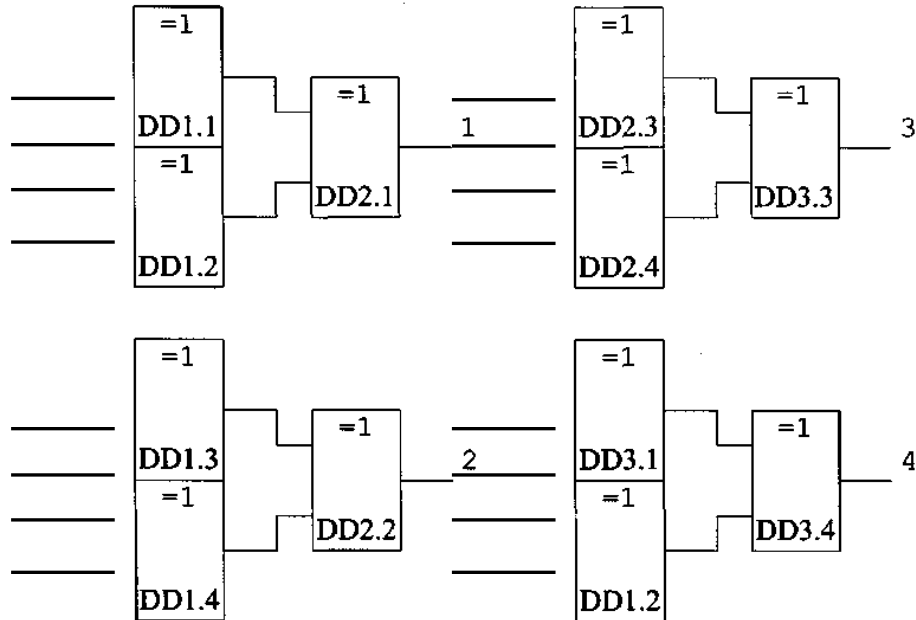 =1 =1
=1 =1
DD1.1 1 DD2.3 3
=1 =1
DD2.1 DD3.3
DD1.2 DD2.4
=1 =1
=1 =1
DD1.3 2 DD3.1 4
=1 =1
DD2.2 DD3.4
DD1.4 DD1.2